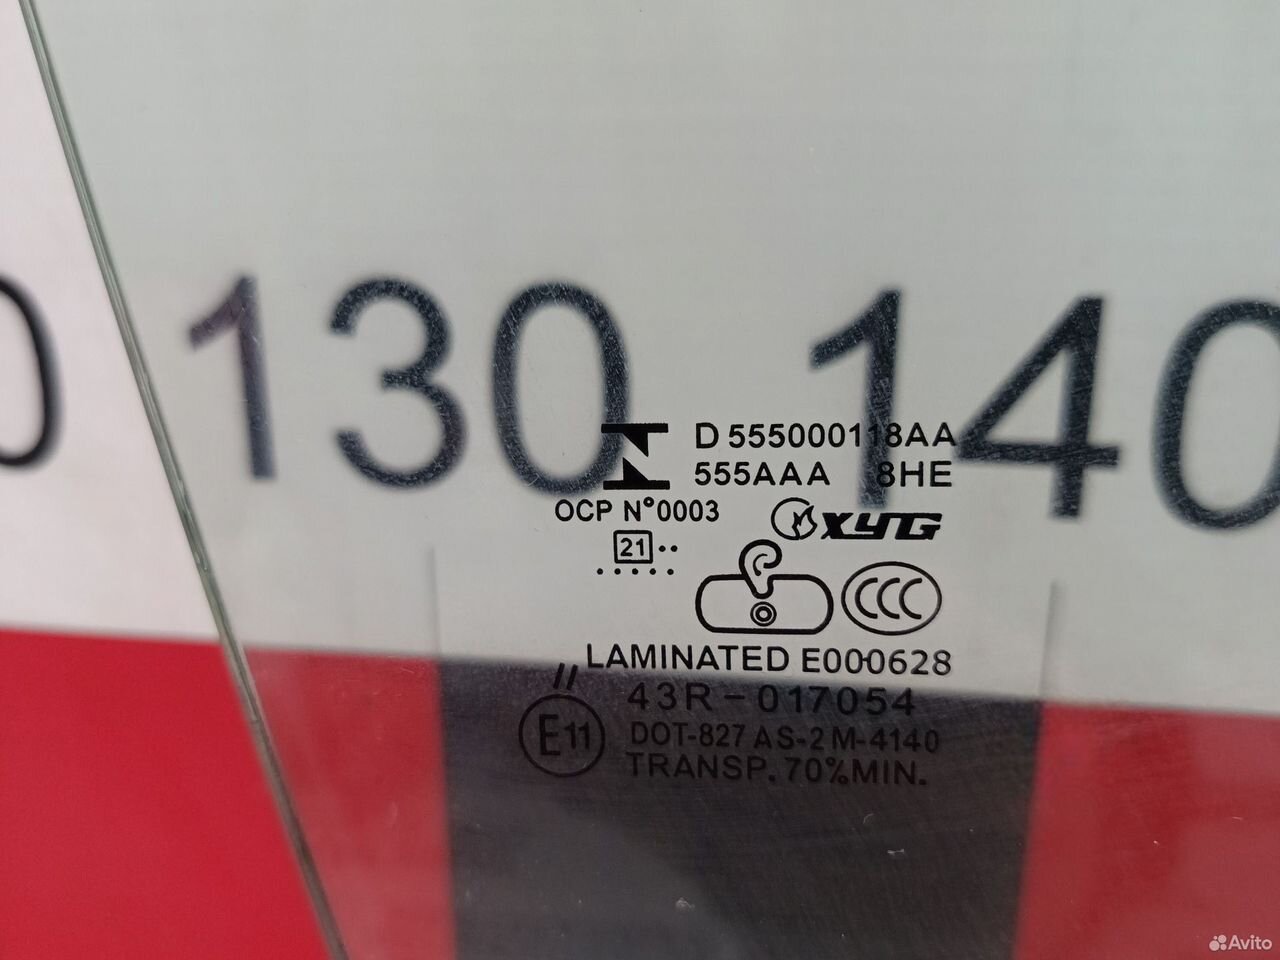 0 130 140
D 555000118AA
555AAA 8HE
OCP N°0003
XYG
21
CCC
LAMINATED E000628
43R-017054
E11
DOT-827 AS-2 M-4140
TRANSP. 70%MIN.
Avito